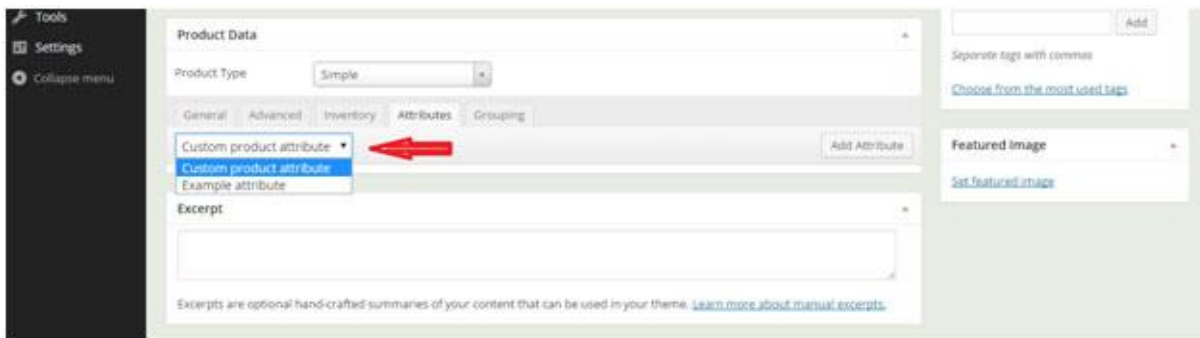 Tools
Settings
Collapse menu
Product Data
Product Type
Simple
General Advanced Inventory Attributes Grouping
Custom product attribute
Add Attribute
Custom product attribute
Example attribute
Excerpt
Excerpts are optional hand-crafted summaries of your content that can be used in your theme. Learn more about manual excerpts.
Add
Separate tags with commas
Choose from the most used tags
Featured Image
Set featured image